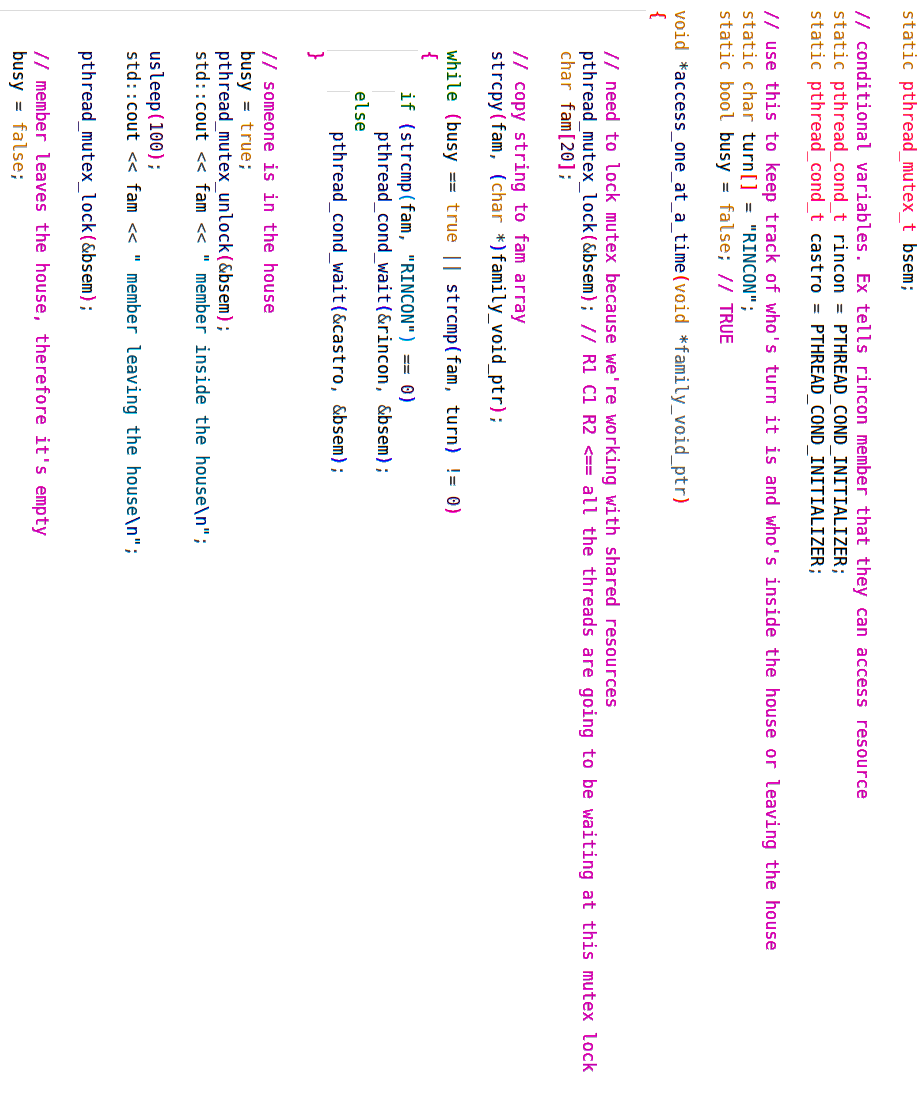 static pthread_mutex_t bsem;
// conditional variables. Ex tells rincon member that they can access resource
static pthread_cond_t rincon = PTHREAD_COND_INITIALIZER;
static pthread_cond_t castro = PTHREAD_COND_INITIALIZER;
// use this to keep track of who's turn it is and who's inside the house or leaving the house
static char turn[] = "RINCON";
static bool busy = false; // TRUE
void *access_one_at_a_time(void *family_void_ptr)
{
// need to lock mutex because we're working with shared resources
pthread_mutex_lock(&bsem); // R1 C1 R2 <== all the threads are going to be waiting at this mutex lock
char fam[20];
// copy string to fam array
strcpy(fam, (char *)family_void_ptr);
while (busy == true || strcmp(fam, turn) != 0)
{
if (strcmp(fam, "RINCON") == 0)
pthread_cond_wait(&rincon, &bsem);
else
pthread_cond_wait(&castro, &bsem);
}
// someone is in the house
busy = true;
pthread_mutex_unlock(&bsem);
std::cout << fam << " member inside the house\n";
usleep(100);
std::cout << fam << " member leaving the house\n";
pthread_mutex_lock(&bsem);
// member leaves the house, therefore it's empty
busy = false;